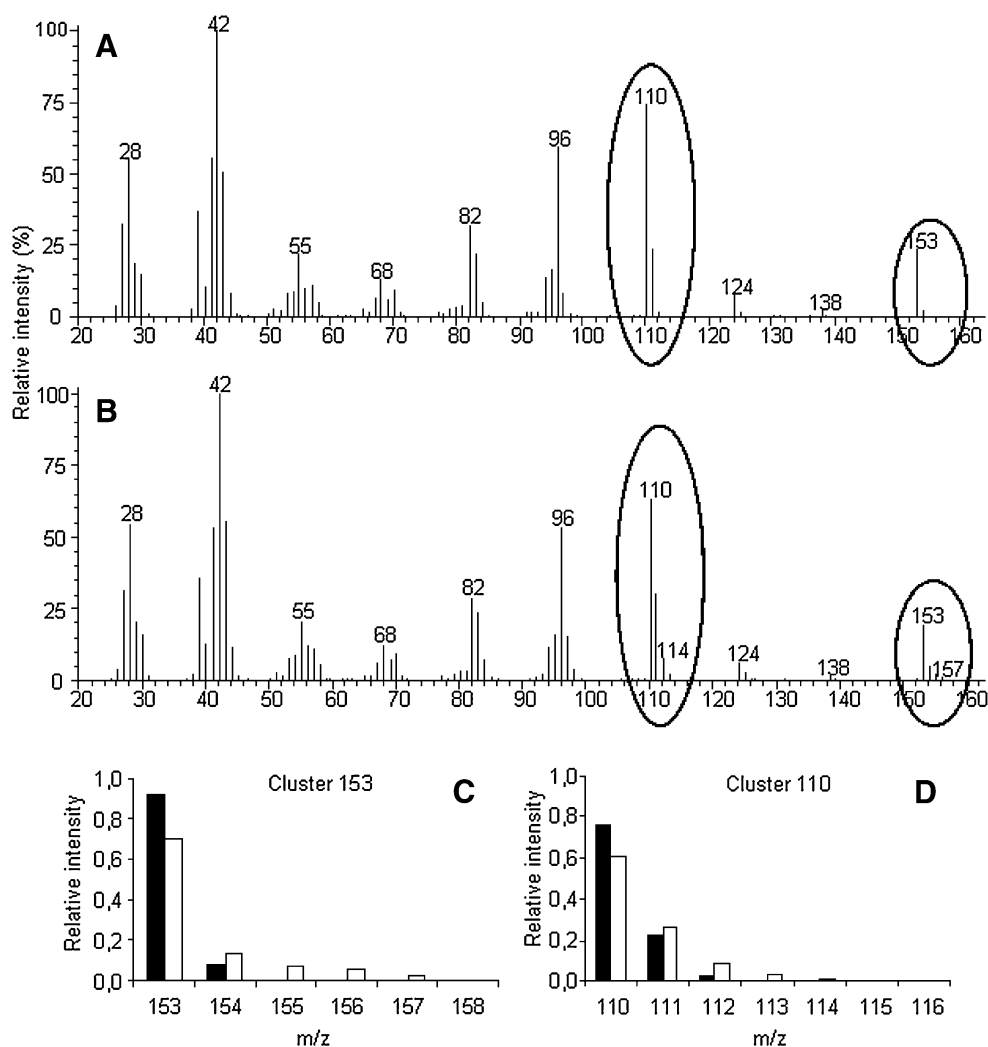 Relative intensity (%)
A
100
75
50
25
0
42
28
55
68
82
96
110
124
138
153
20 30 40 50 60 70 80 90 100 110 120 130 140 150 160
B
100
75
50
25
0
42
28
55
68
82
96
110
114
124
138
153
157
20 30 40 50 60 70 80 90 100 110 120 130 140 150 160
Cluster 153
C
Relative intensity
1,0
0,8
0,6
0,4
0,2
0,0
153 154 155 156 157 158
m/z
Cluster 110
D
Relative intensity
1,0
0,8
0,6
0,4
0,2
0,0
110 111 112 113 114 115 116
m/z